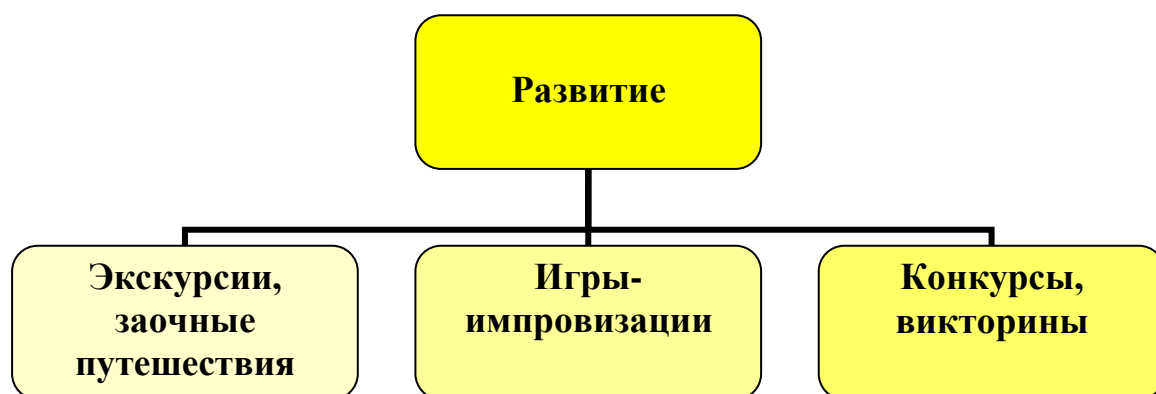 Развитие
Экскурсии,
заочные
путешествия
Игры-
импровизации
Конкурсы,
викторины